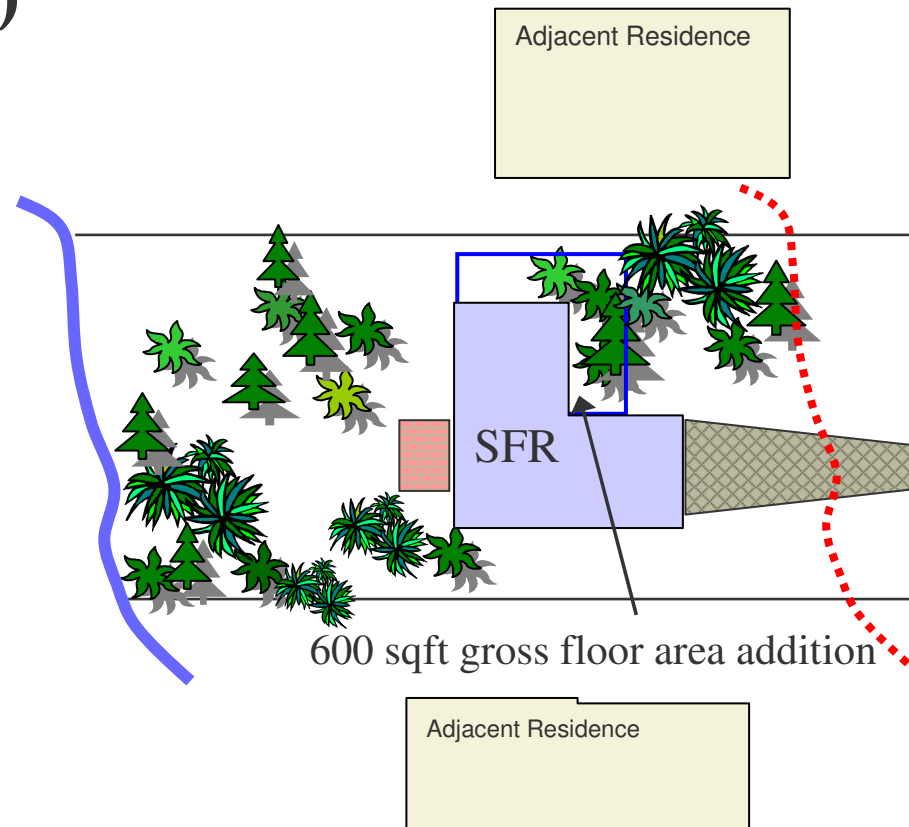 )
Adjacent Residence
SFR
600 sqft gross floor area addition
Adjacent Residence